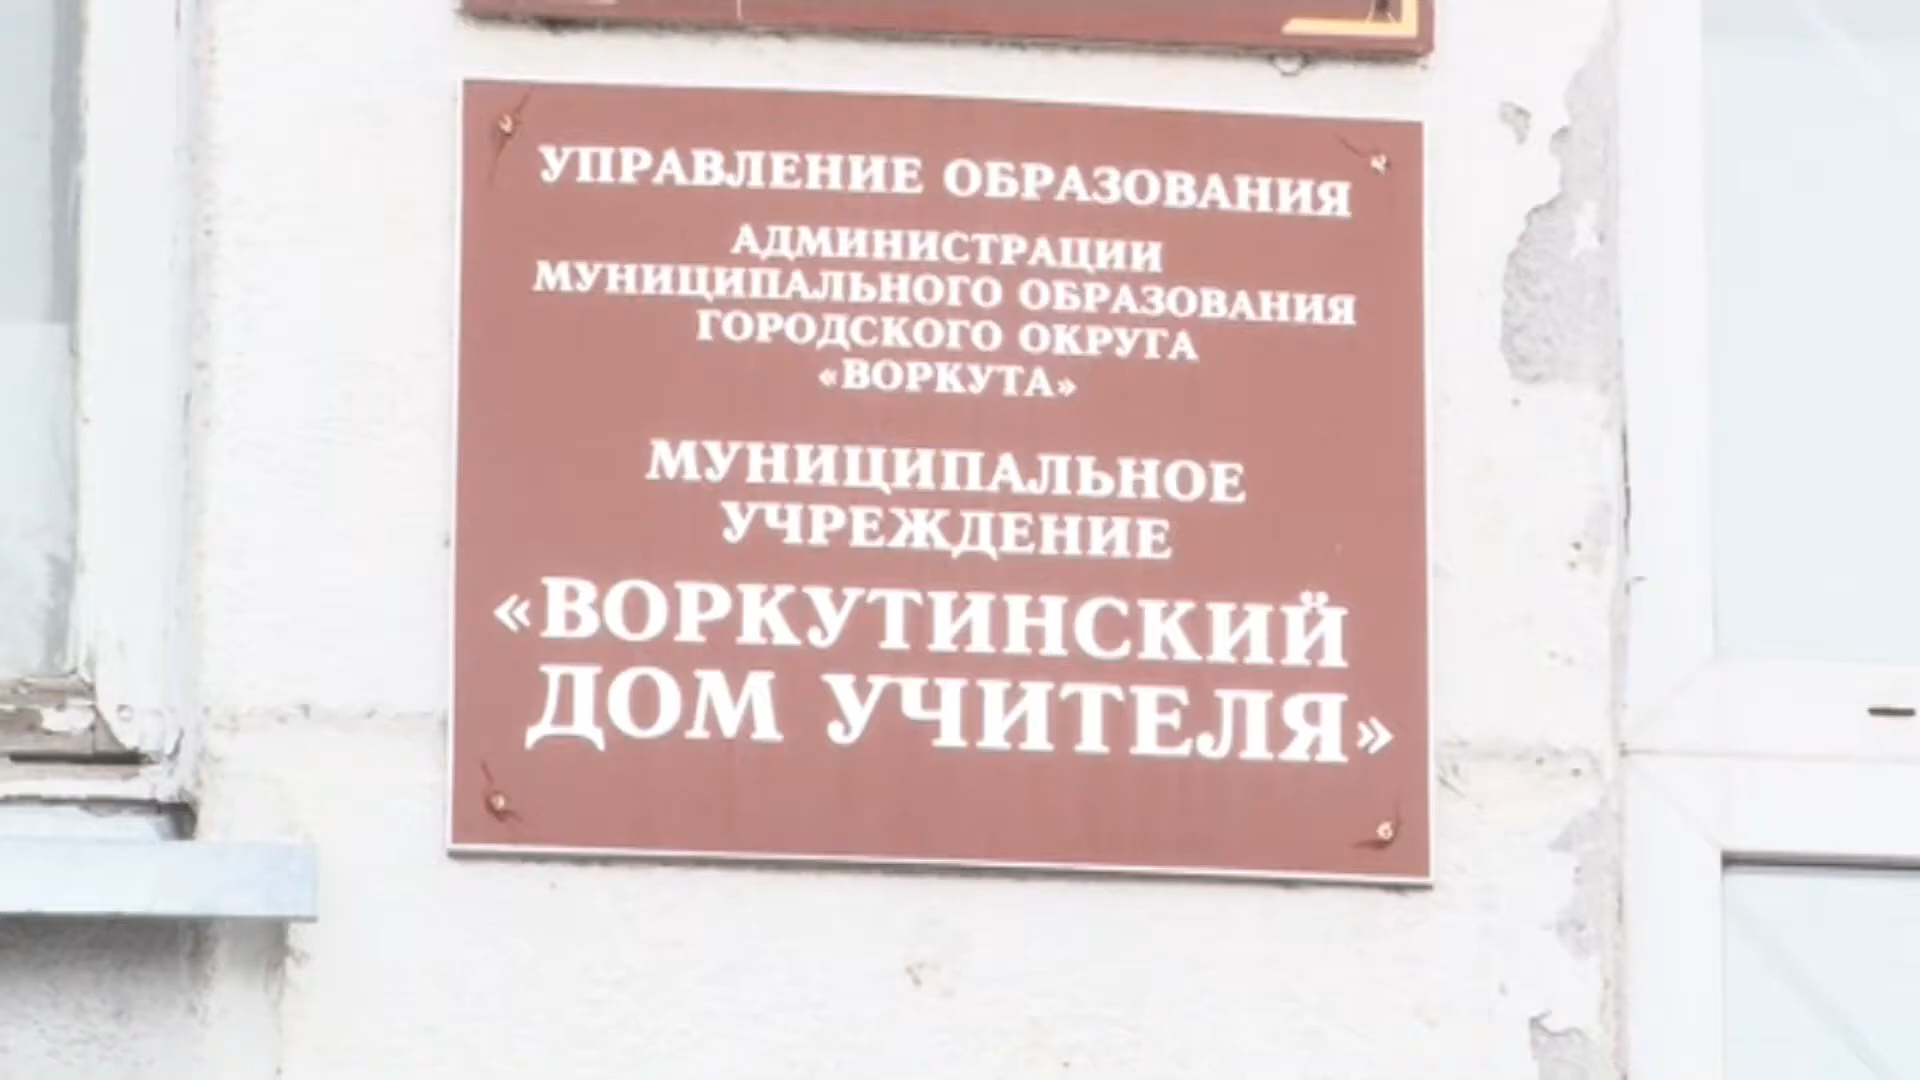 УПРАВЛЕНИЕ ОБРАЗОВАНИЯ
АДМИНИСТРАЦИИ
МУНИЦИПАЛЬНОГО ОБРАЗОВАНИЯ
ГОРОДСКОГО ОКРУГА
«ВОРКУТА»
МУНИЦИПАЛЬНОЕ
УЧРЕЖДЕНИЕ
«ВОРКУТИНСКИЙ
ДОМ УЧИТЕЛЯ»